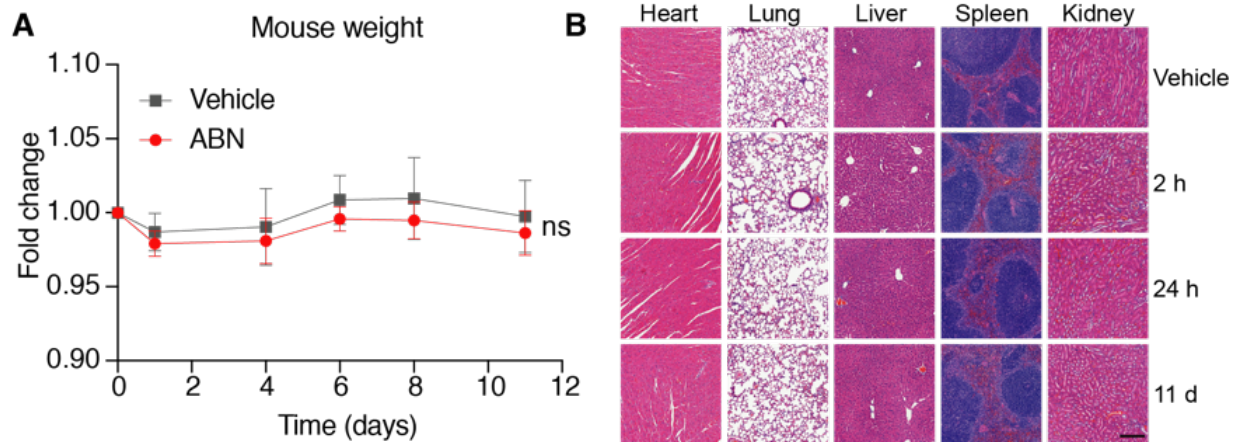 A
Mouse weight
1.10
1.05
1.00
0.95
0.90
Fold change
Vehicle
ABN
ns
0 2 4 6 8 10 12
Time (days)
B
Heart Lung Liver Spleen Kidney
Vehicle
2 h
24 h
11 d